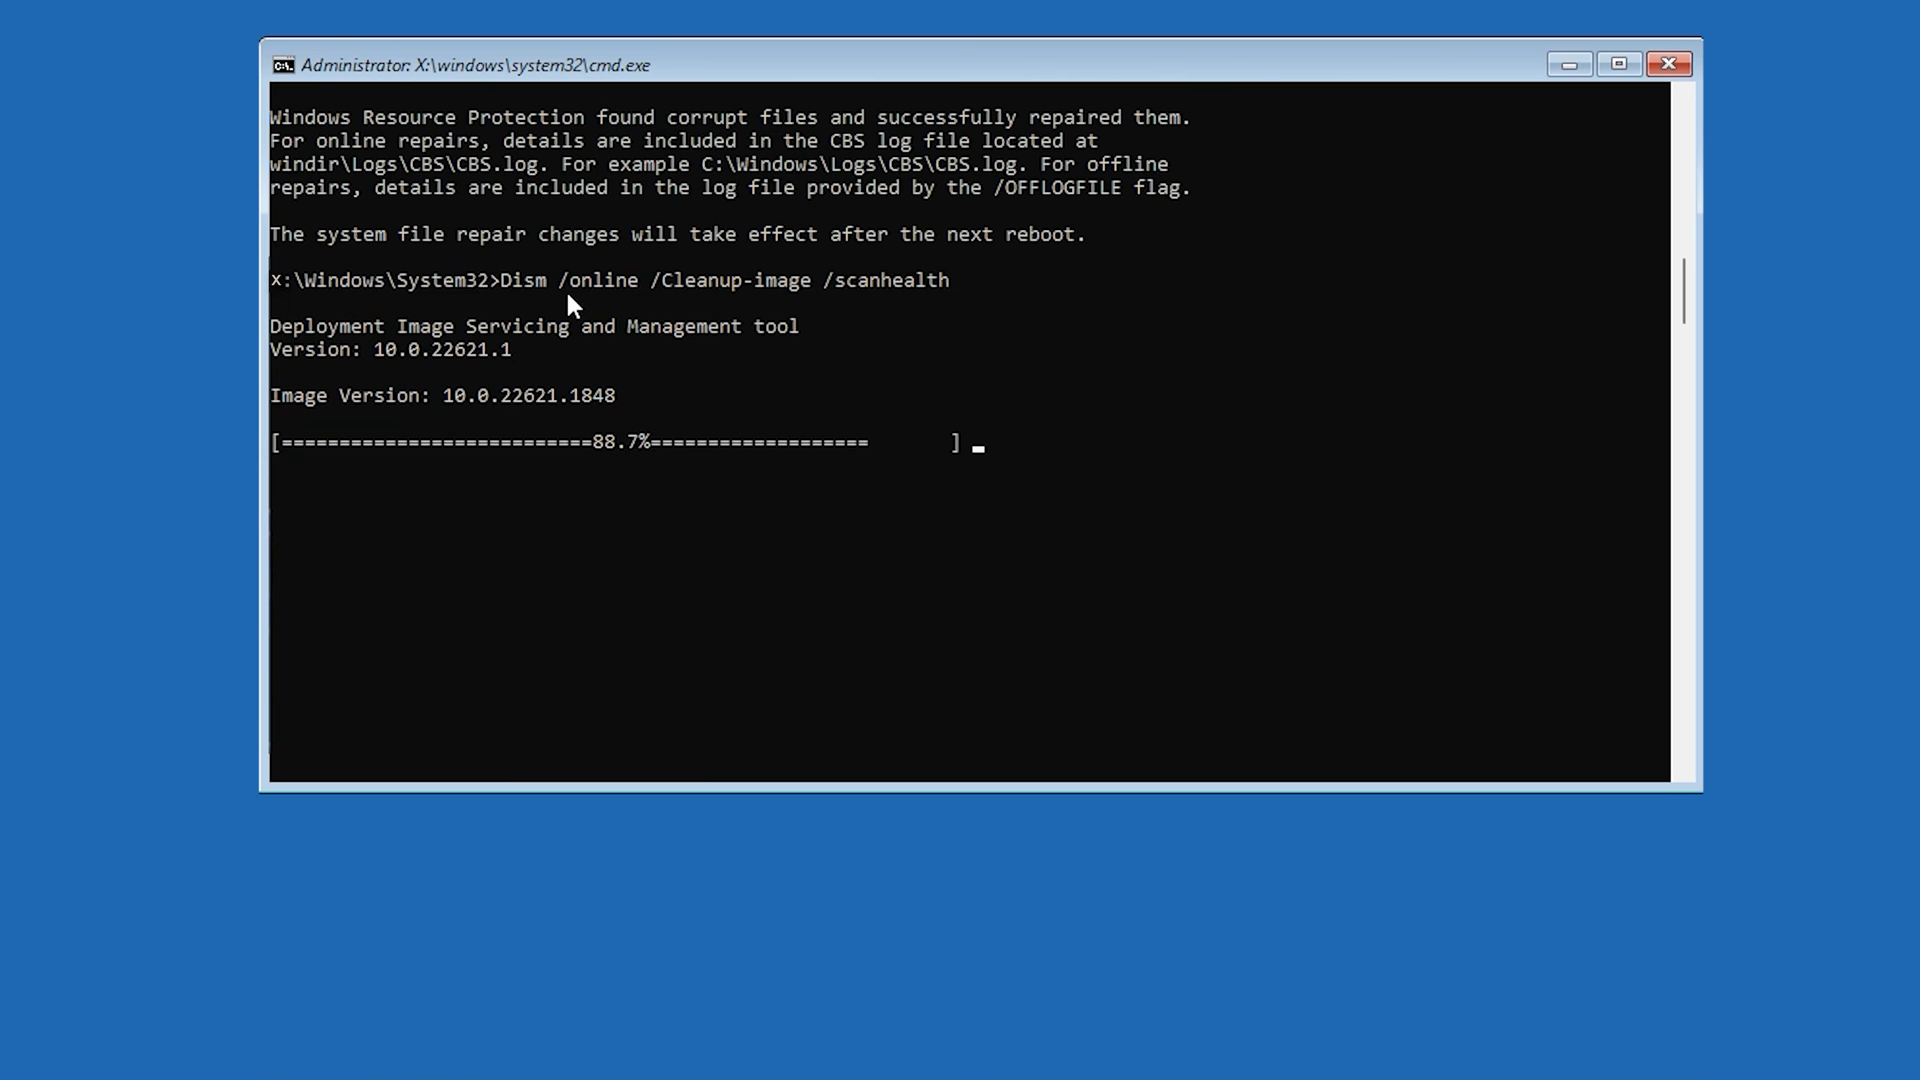 Administrator: X:\windows\system32\cmd.exe
Windows Resource Protection found corrupt files and successfully repaired them.
For online repairs, details are included in the CBS log file located at
windir\Logs\CBS\CBS.log. For example C:\Windows\Logs\CBS\CBS.log. For offline
repairs, details are included in the log file provided by the /OFFLOGFILE flag.
The system file repair changes will take effect after the next reboot.
x:\Windows\System32>Dism /online /Cleanup-image /scanhealth
Deployment Image Servicing and Management tool
Version: 10.0.22621.1
Image Version: 10.0.22621.1848
[===========================88.7%===================       ]